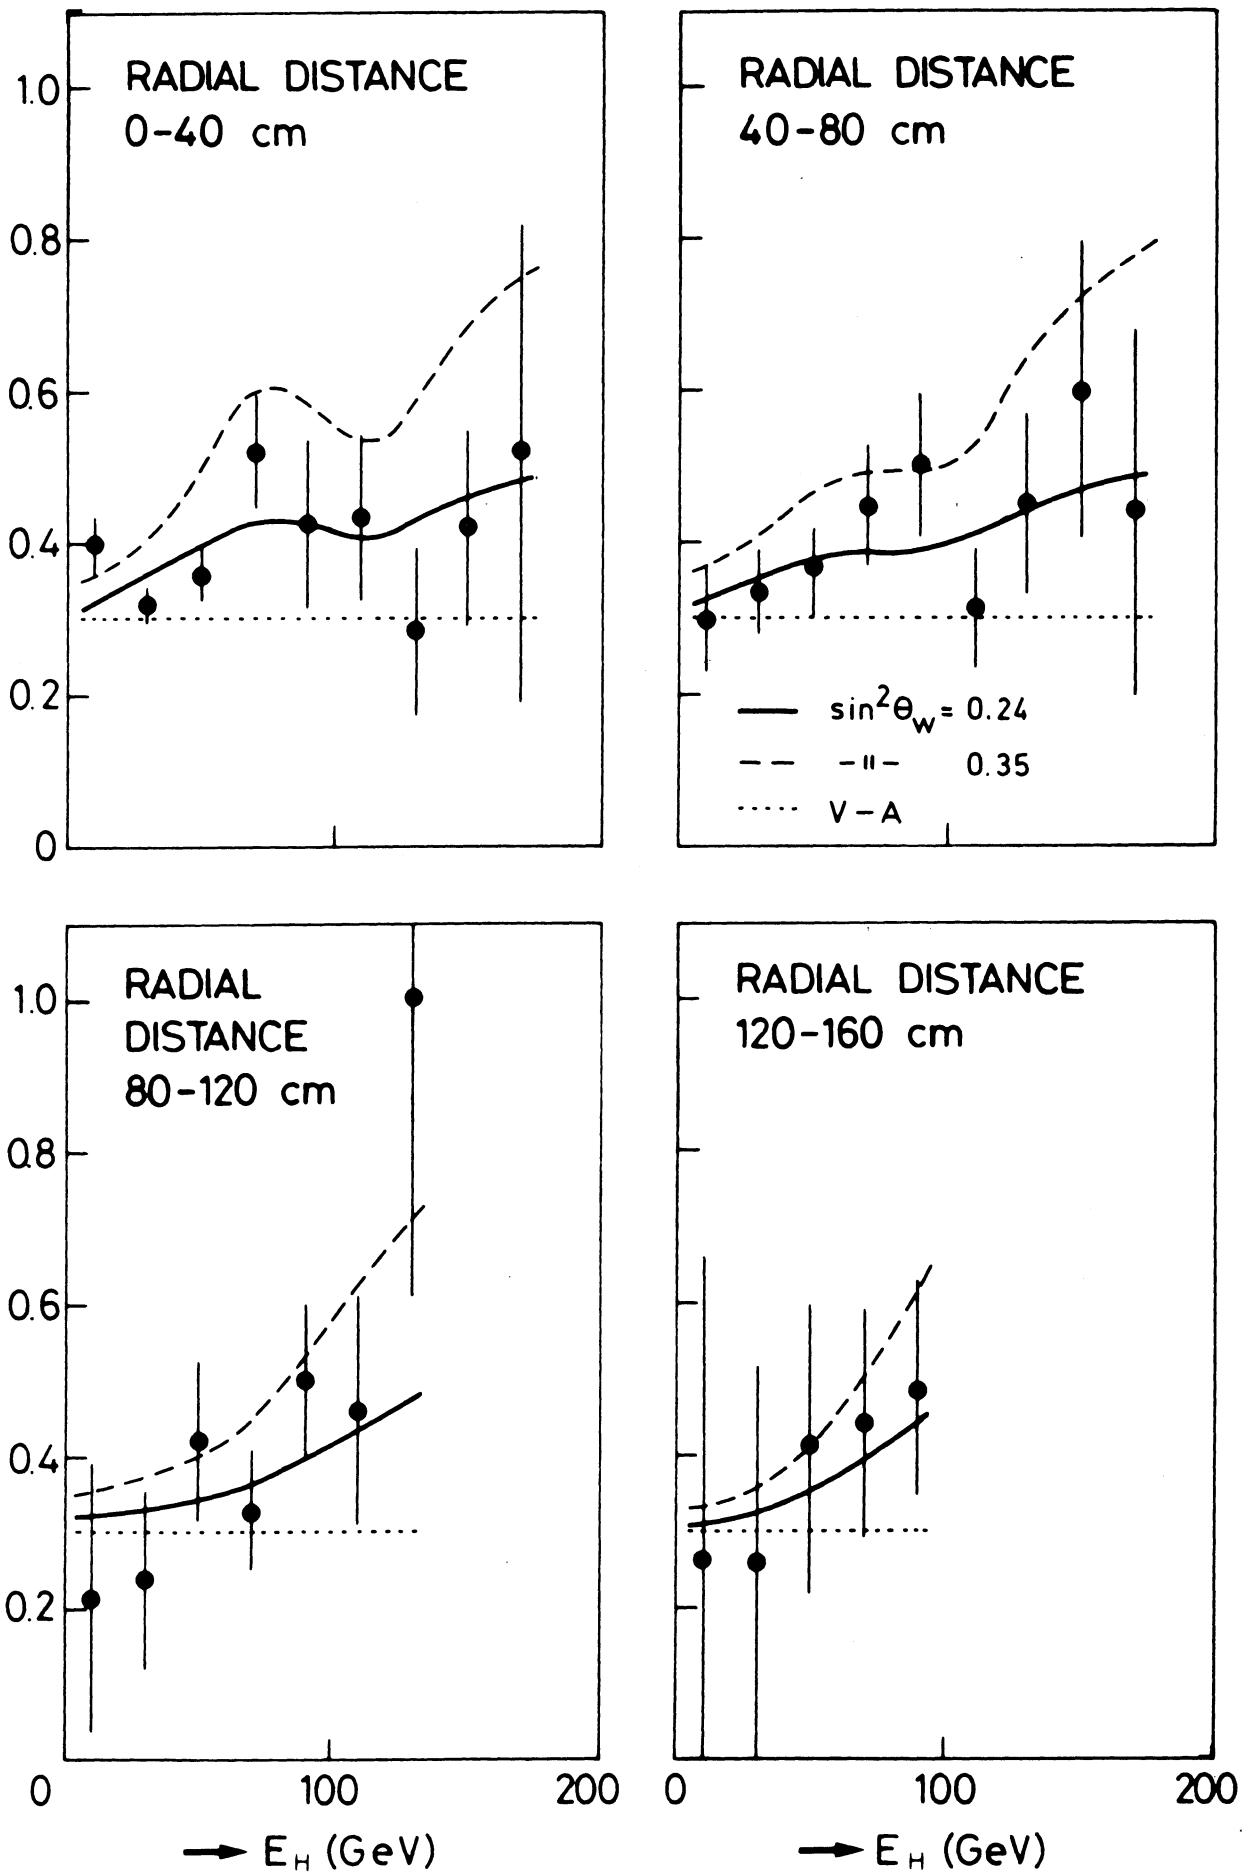 RADIAL DISTANCE
0-40 cm
1.0
0.8
0.6
0.4
0.2
0
RADIAL DISTANCE
40-80 cm
sin²θ_W = 0.24
-"- 0.35
V-A
RADIAL
DISTANCE
80-120 cm
1.0
0.8
0.6
0.4
0.2
0 100 200
→ E_H (GeV)
RADIAL DISTANCE
120-160 cm
0 100 200
→ E_H (GeV)